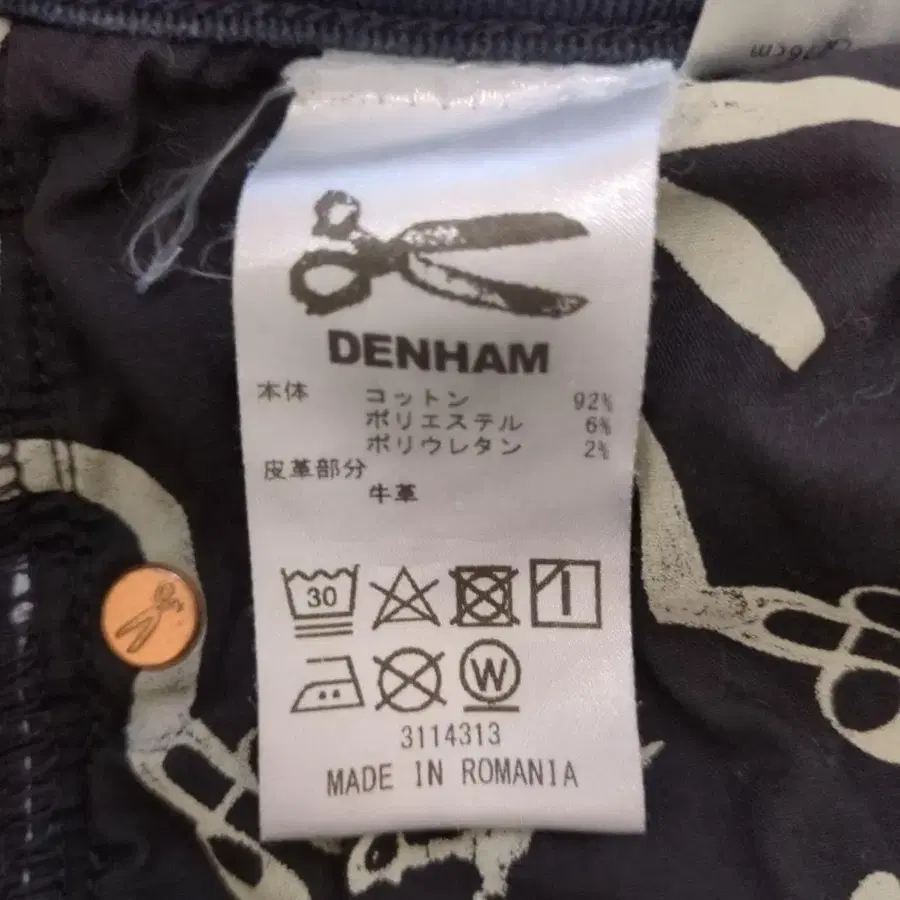 DENHAM
本体 コットン 92%
ポリエステル 6%
ポリウレタン 2%
皮革部分
牛革
30
W
3114313
MADE IN ROMANIA